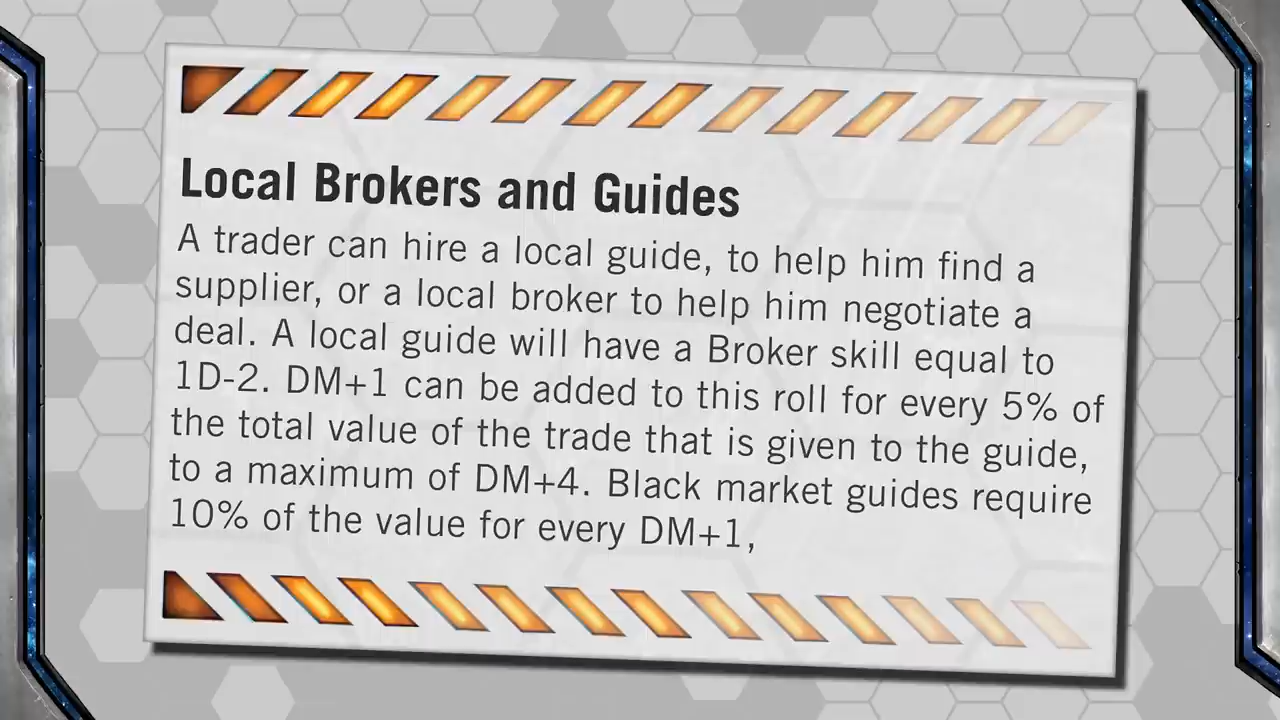 Local Brokers and Guides
A trader can hire a local guide, to help him find a
supplier, or a local broker to help him negotiate a
deal. A local guide will have a Broker skill equal to
1D-2. DM+1 can be added to this roll for every 5% of
the total value of the trade that is given to the guide,
to a maximum of DM+4. Black market guides require
10% of the value for every DM+1,